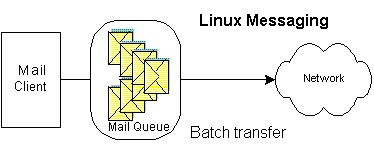 Linux Messaging
Mail
Client
Mail Queue
Network
Batch transfer